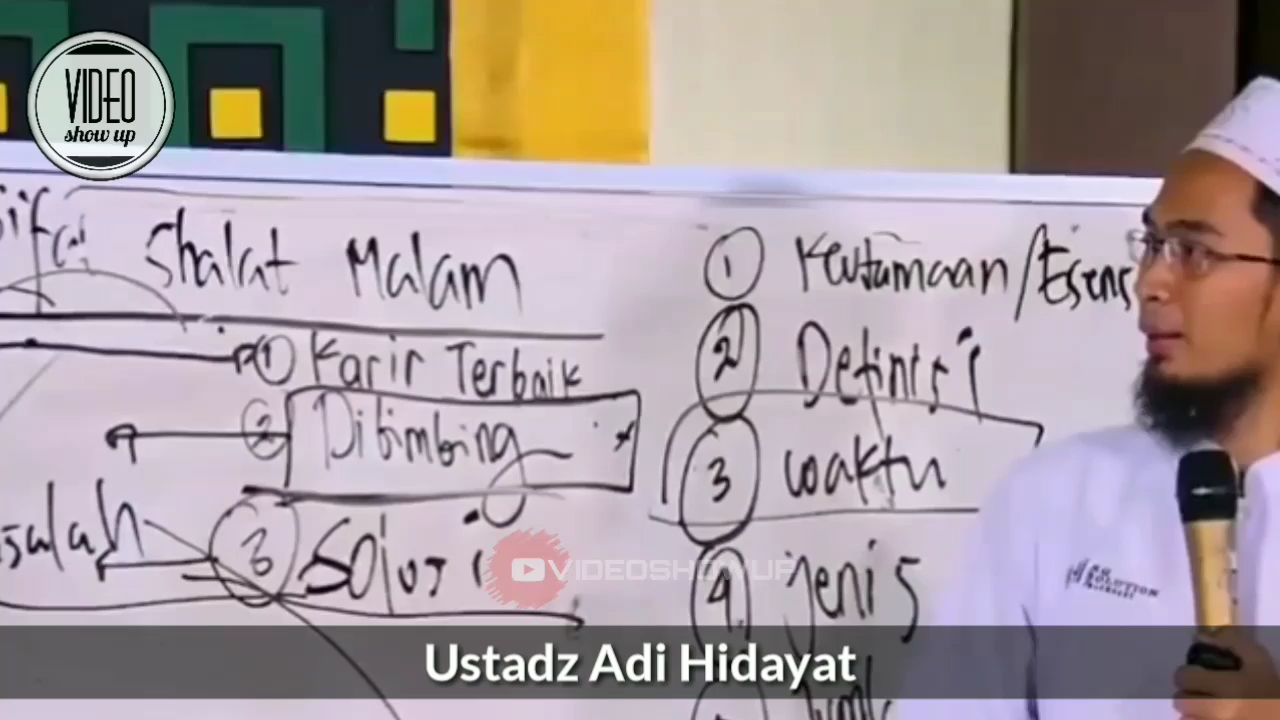 VIDEO
show up
Sifat Shalat Malam
1 Karir Terbaik
2 Dibimbing
3 Solusi
1 Keutamaan/Esens
2 Definisi
3 Waktu
4. jenis
VIDEOSHOWUP
Ustadz Adi Hidayat